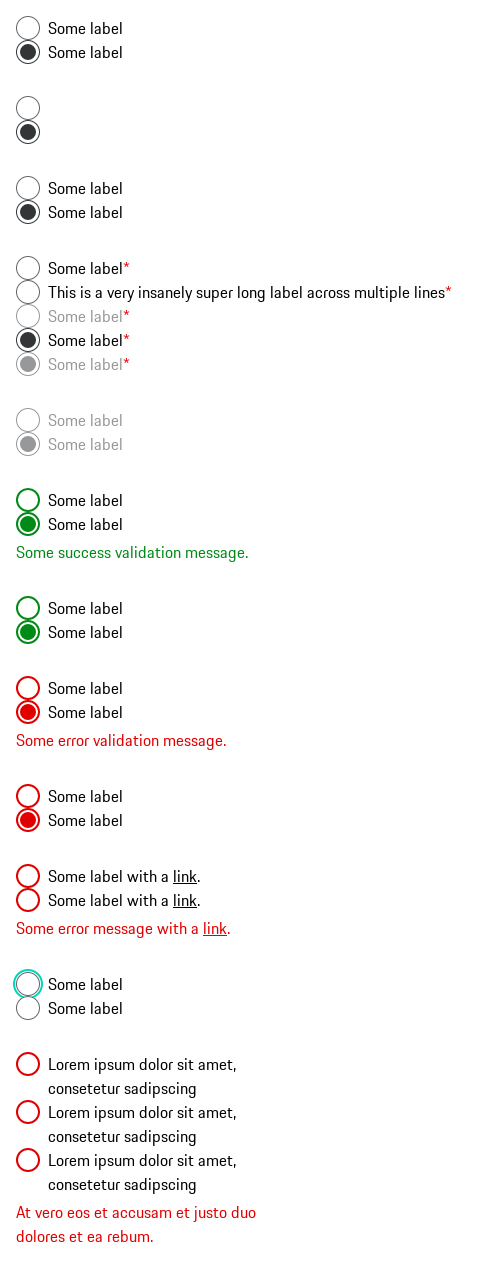 Some label
Some label
Some label
Some label
Some label*
This is a very insanely super long label across multiple lines*
Some label*
Some label*
Some label*
Some label
Some label
Some label
Some label
Some success validation message.
Some label
Some label
Some label
Some label
Some error validation message.
Some label
Some label
Some label with a link.
Some label with a link.
Some error message with a link.
Some label
Some label
Lorem ipsum dolor sit amet,
consetetur sadipscing
Lorem ipsum dolor sit amet,
consetetur sadipscing
Lorem ipsum dolor sit amet,
consetetur sadipscing
At vero eos et accusam et justo duo
dolores et ea rebum.